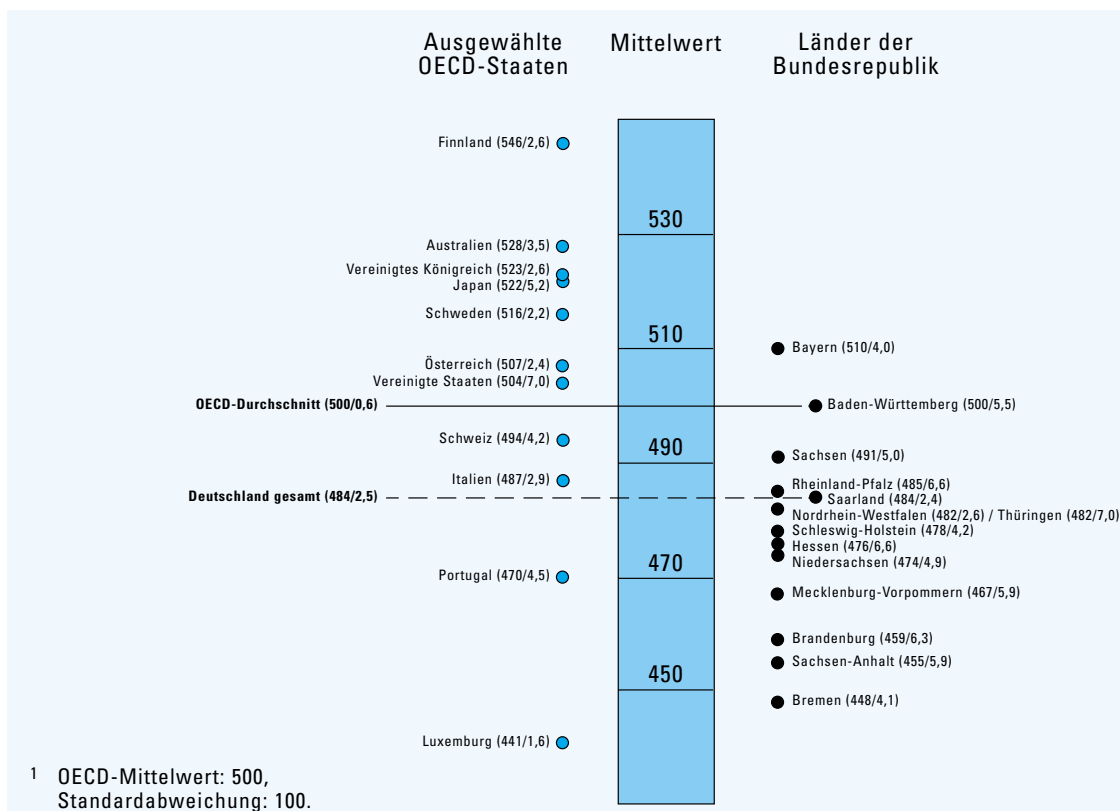 Ausgewählte
OECD-Staaten
Mittelwert
Länder der
Bundesrepublik
Finnland (546/2,6)
530
Australien (528/3,5)
Vereinigtes Königreich (523/2,6)
Japan (522/5,2)
Schweden (516/2,2)
510
Bayern (510/4,0)
Österreich (507/2,4)
Vereinigte Staaten (504/7,0)
OECD-Durchschnitt (500/0,6)
Baden-Württemberg (500/5,5)
Schweiz (494/4,2)
490
Sachsen (491/5,0)
Italien (487/2,9)
Rheinland-Pfalz (485/6,6)
Deutschland gesamt (484/2,5)
Saarland (484/2,4)
Nordrhein-Westfalen (482/2,6) / Thüringen (482/7,0)
Schleswig-Holstein (478/4,2)
Hessen (476/6,6)
Niedersachsen (474/4,9)
Portugal (470/4,5)
470
Mecklenburg-Vorpommern (467/5,9)
Brandenburg (459/6,3)
Sachsen-Anhalt (455/5,9)
450
Bremen (448/4,1)
Luxemburg (441/1,6)
1 OECD-Mittelwert: 500,
Standardabweichung: 100.